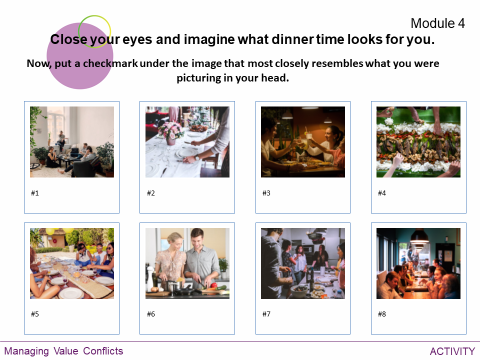 Module 4
Close your eyes and imagine what dinner time looks for you.
Now, put a checkmark under the image that most closely resembles what you were
picturing in your head.
#1
#2
#3
#4
#5
#6
#7
#8
Managing Value Conflicts
ACTIVITY